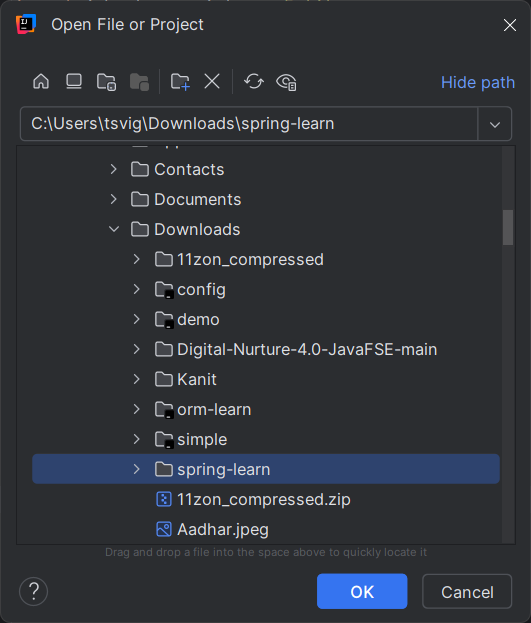 Open File or Project
Hide path
C:\Users\tsvig\Downloads\spring-learn
Contacts
Documents
Downloads
11zon_compressed
config
demo
Digital-Nurture-4.0-JavaFSE-main
Kanit
orm-learn
simple
spring-learn
11zon_compressed.zip
Aadhar.jpeg
Drag and drop a file into the space above to quickly locate it
?
OK
Cancel